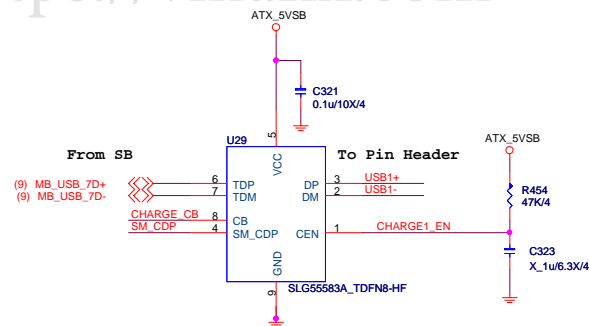 ATX_5VSB
C321
0.1u/10X/4
U29
5
VCC
From SB
To Pin Header
ATX_5VSB
(9) MB_USB_7D+
6
TDP
DP
3
USB1+
(9) MB_USB_7D-
7
TDM
DM
2
USB1-
R454
47K/4
CHARGE_CB
8
CB
SM_CDP
4
SM_CDP
CEN
1
CHARGE1_EN
C323
X_1u/6.3X/4
GND
9
SLG55583A_TDFN8-HF